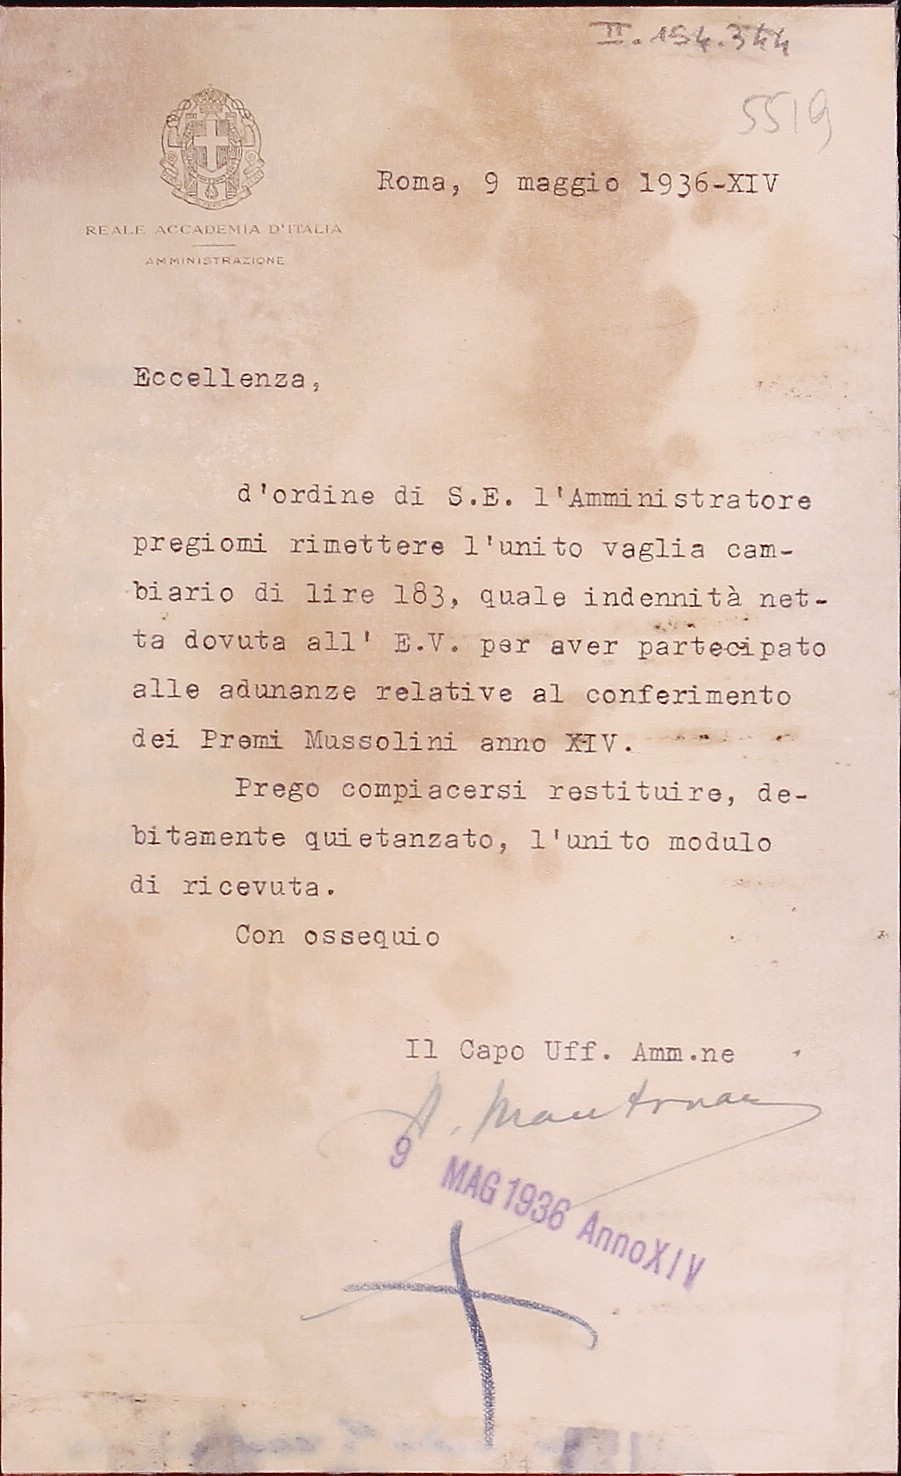 II. 154.344
5519
REALE ACCADEMIA D'ITALIA
AMMINISTRAZIONE
Roma, 9 maggio 1936-XIV
Eccellenza,
d'ordine di S.E. l'Amministratore
pregiomi rimettere l'unito vaglia cam-
biario di lire 183, quale indennità net-
ta dovuta all' E.V. per aver partecipato
alle adunanze relative al conferimento
dei Premi Mussolini anno XIV.
Prego compiacersi restituire, de-
bitamente quietanzato, l'unito modulo
di ricevuta.
Con ossequio
Il Capo Uff. Amm.ne
9 MAG 1936 Anno XIV